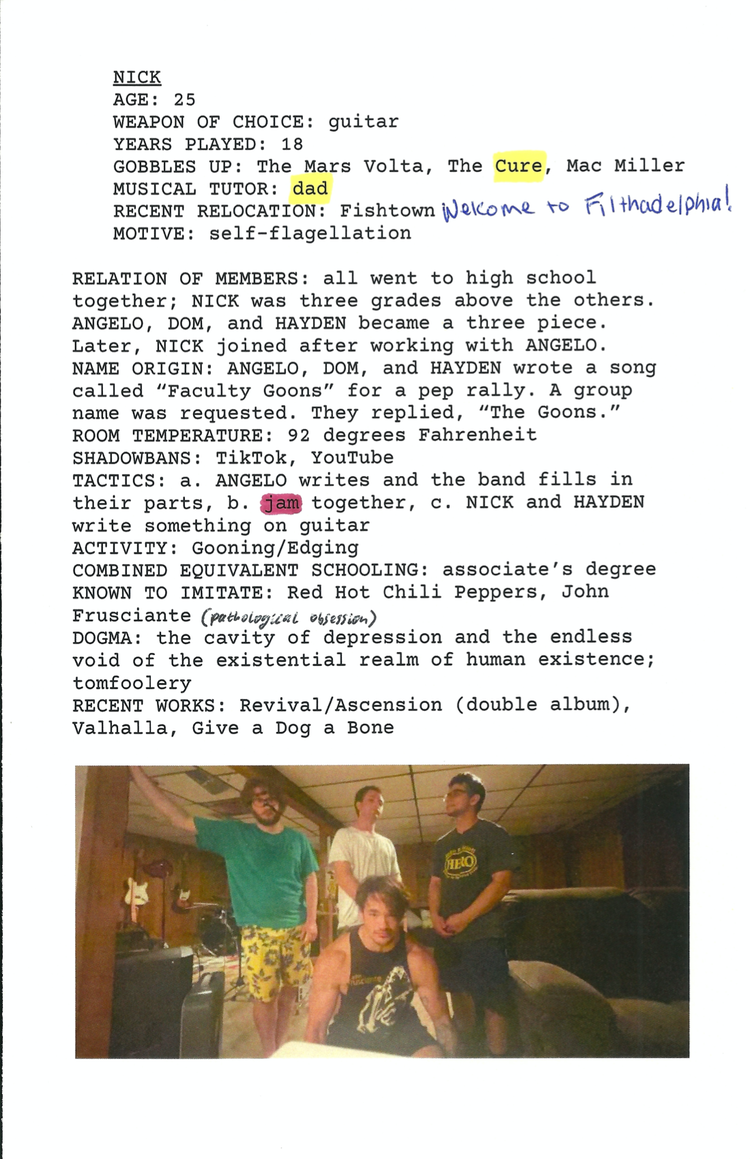 NICK
AGE: 25
WEAPON OF CHOICE: guitar
YEARS PLAYED: 18
GOBBLES UP: The Mars Volta, The Cure, Mac Miller
MUSICAL TUTOR: dad
RECENT RELOCATION: Fishtown Welcome to Filthadelphia!
MOTIVE: self-flagellation
RELATION OF MEMBERS: all went to high school
together; NICK was three grades above the others.
ANGELO, DOM, and HAYDEN became a three piece.
Later, NICK joined after working with ANGELO.
NAME ORIGIN: ANGELO, DOM, and HAYDEN wrote a song
called “Faculty Goons” for a pep rally. A group
name was requested. They replied, “The Goons.”
ROOM TEMPERATURE: 92 degrees Fahrenheit
SHADOWBANS: TikTok, YouTube
TACTICS: a. ANGELO writes and the band fills in
their parts, b. jam together, c. NICK and HAYDEN
write something on guitar
ACTIVITY: Gooning/Edging
COMBINED EQUIVALENT SCHOOLING: associate’s degree
KNOWN TO IMITATE: Red Hot Chili Peppers, John
Frusciante (pathological obsession)
DOGMA: the cavity of depression and the endless
void of the existential realm of human existence;
tomfoolery
RECENT WORKS: Revival/Ascension (double album),
Valhalla, Give a Dog a Bone
HERO